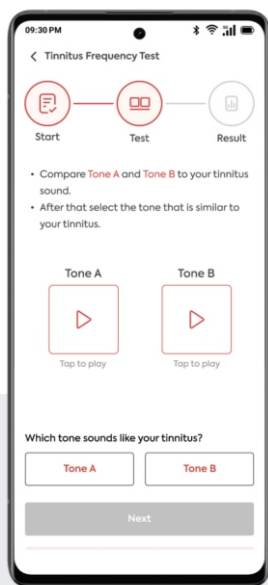 09:30 PM
Tinnitus Frequency Test
Start Test Result
• Compare Tone A and Tone B to your tinnitus
sound.
• After that select the tone that is similar to
your tinnitus.
Tone A Tone B
Tap to play Tap to play
Which tone sounds like your tinnitus?
Tone A Tone B
Next